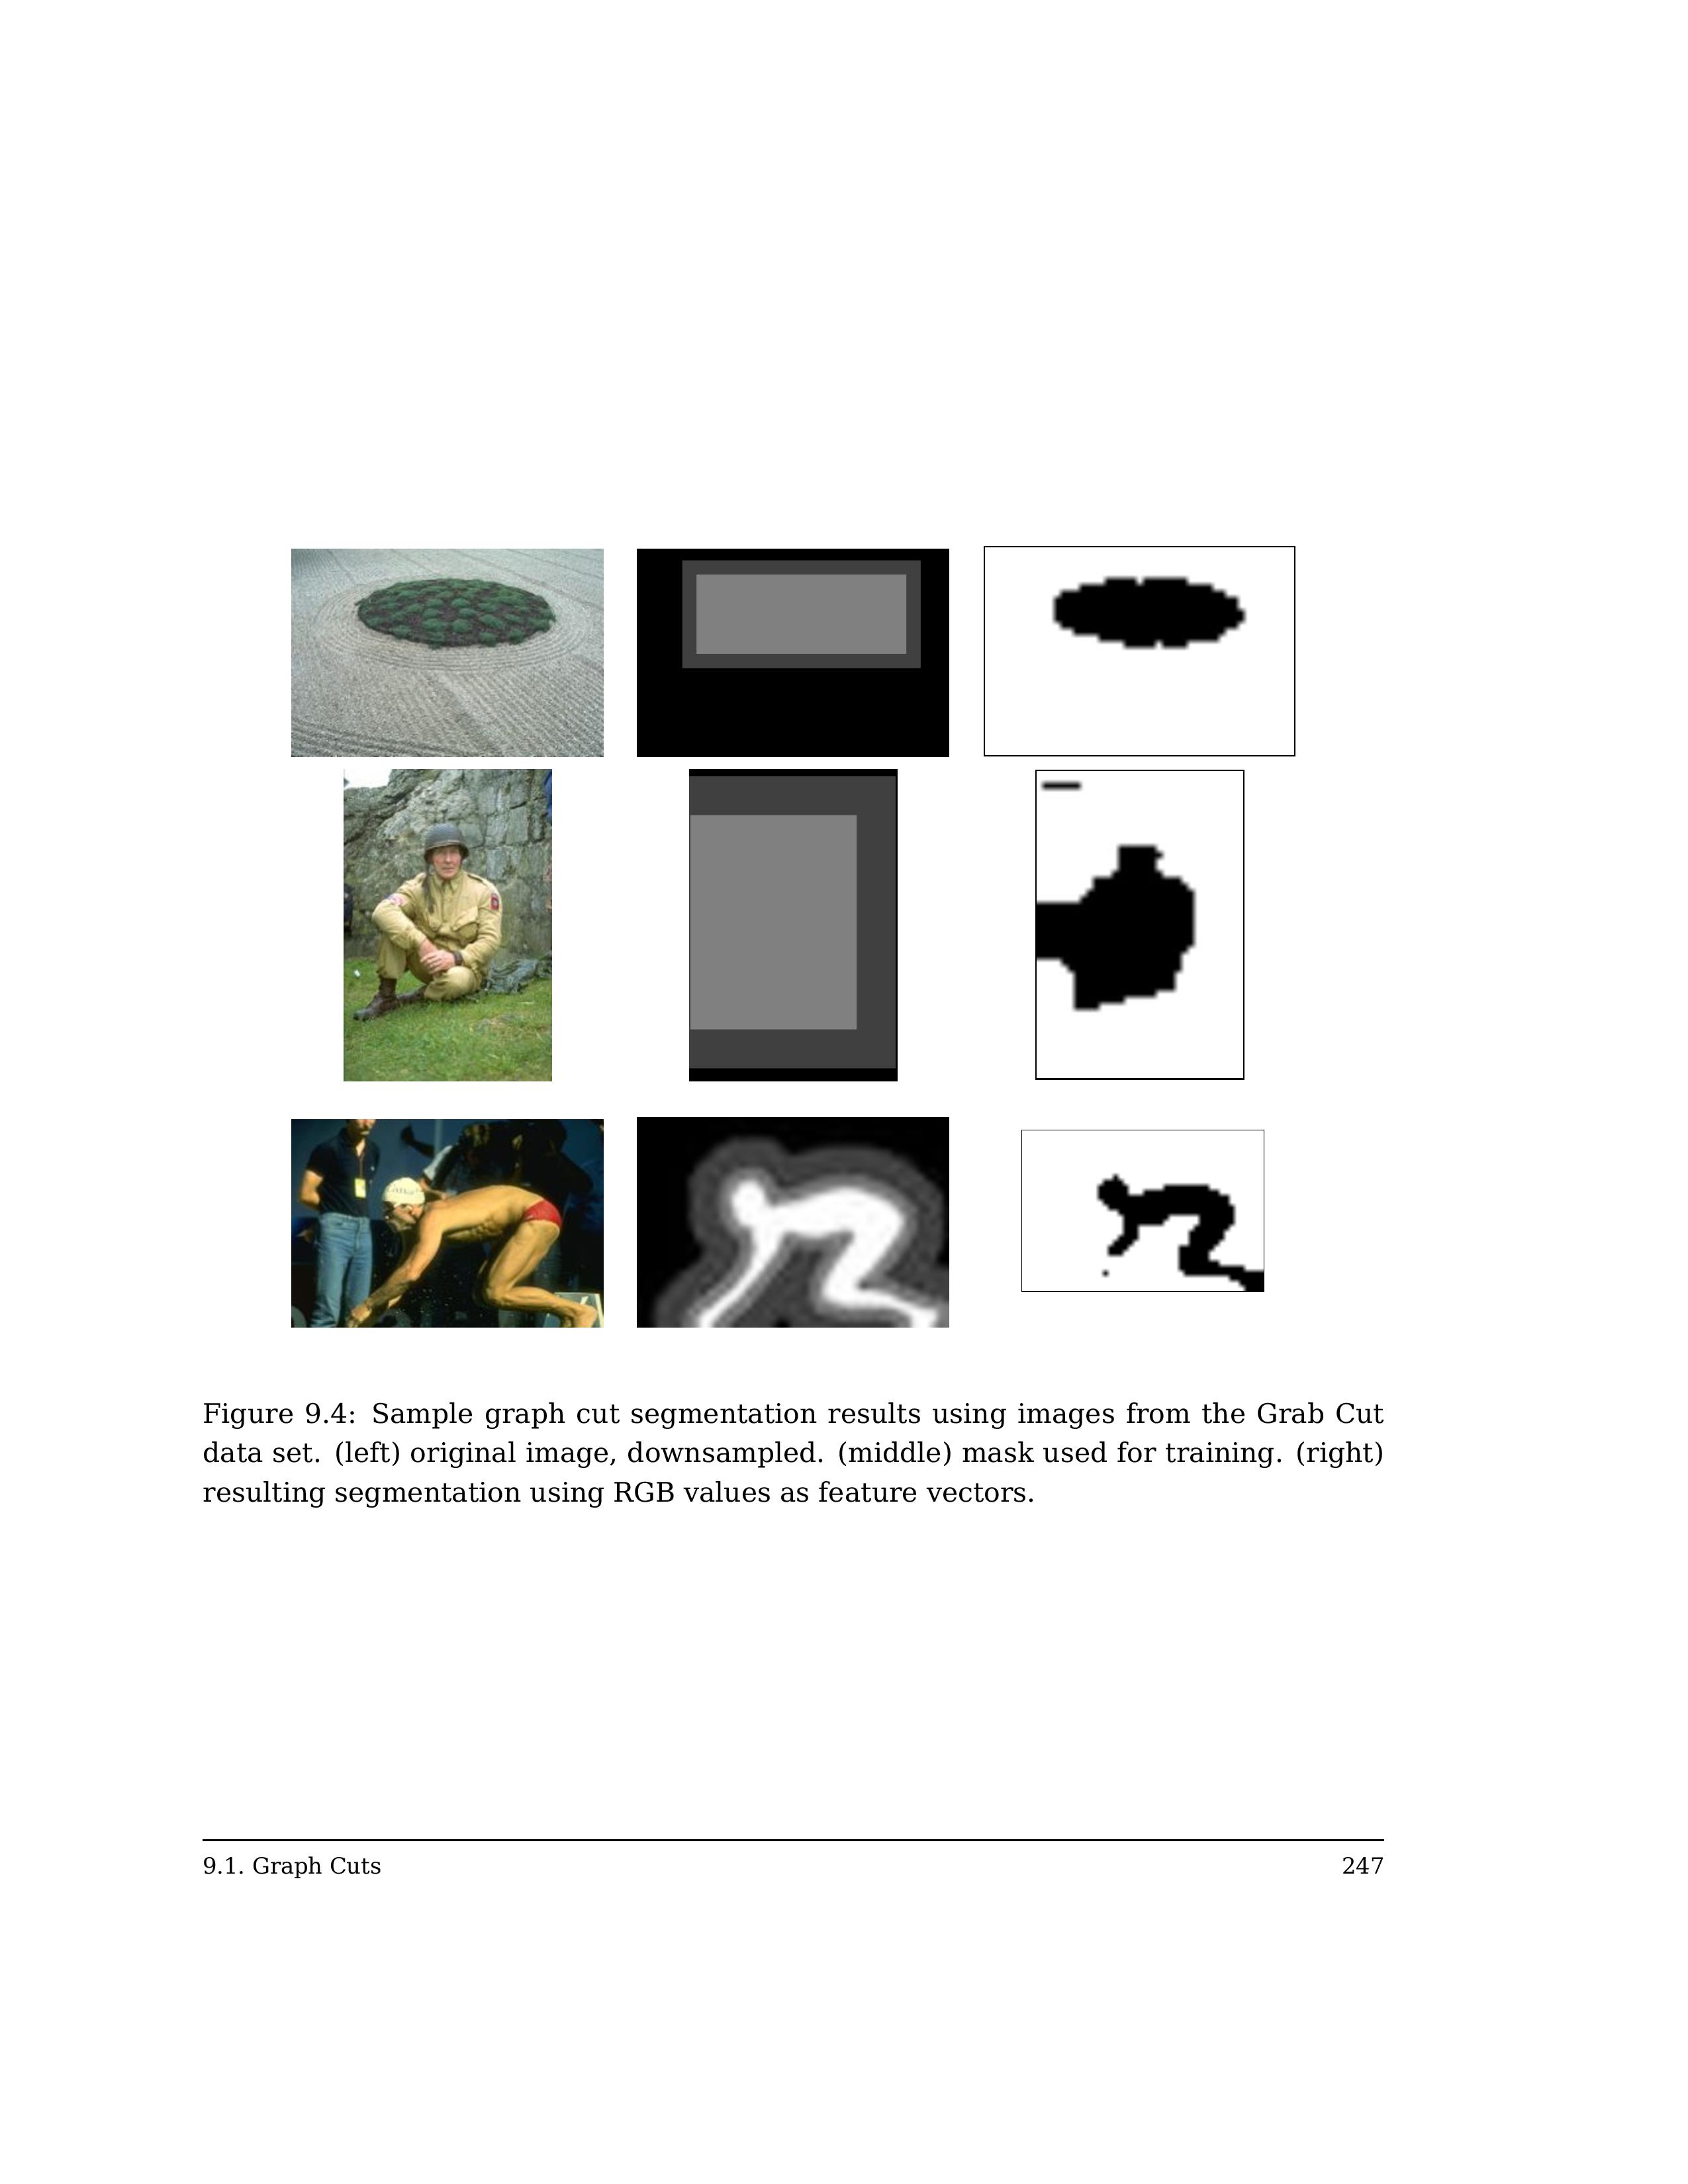 Figure 9.4: Sample graph cut segmentation results using images from the Grab Cut
data set. (left) original image, downsampled. (middle) mask used for training. (right)
resulting segmentation using RGB values as feature vectors.
9.1. Graph Cuts
247